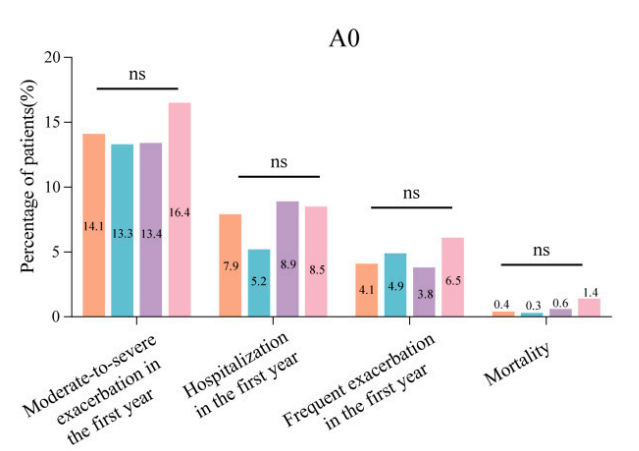 A0
Percentage of patients(%)
20
15
10
5
0
ns
ns
ns
ns
14.1
13.3
13.4
16.4
7.9
5.2
8.9
8.5
4.1
4.9
3.8
6.5
0.4
0.3
0.6
1.4
Moderate-to-severe
exacerbation in
the first year
Hospitalization
in the first year
Frequent exacerbation
in the first year
Mortality